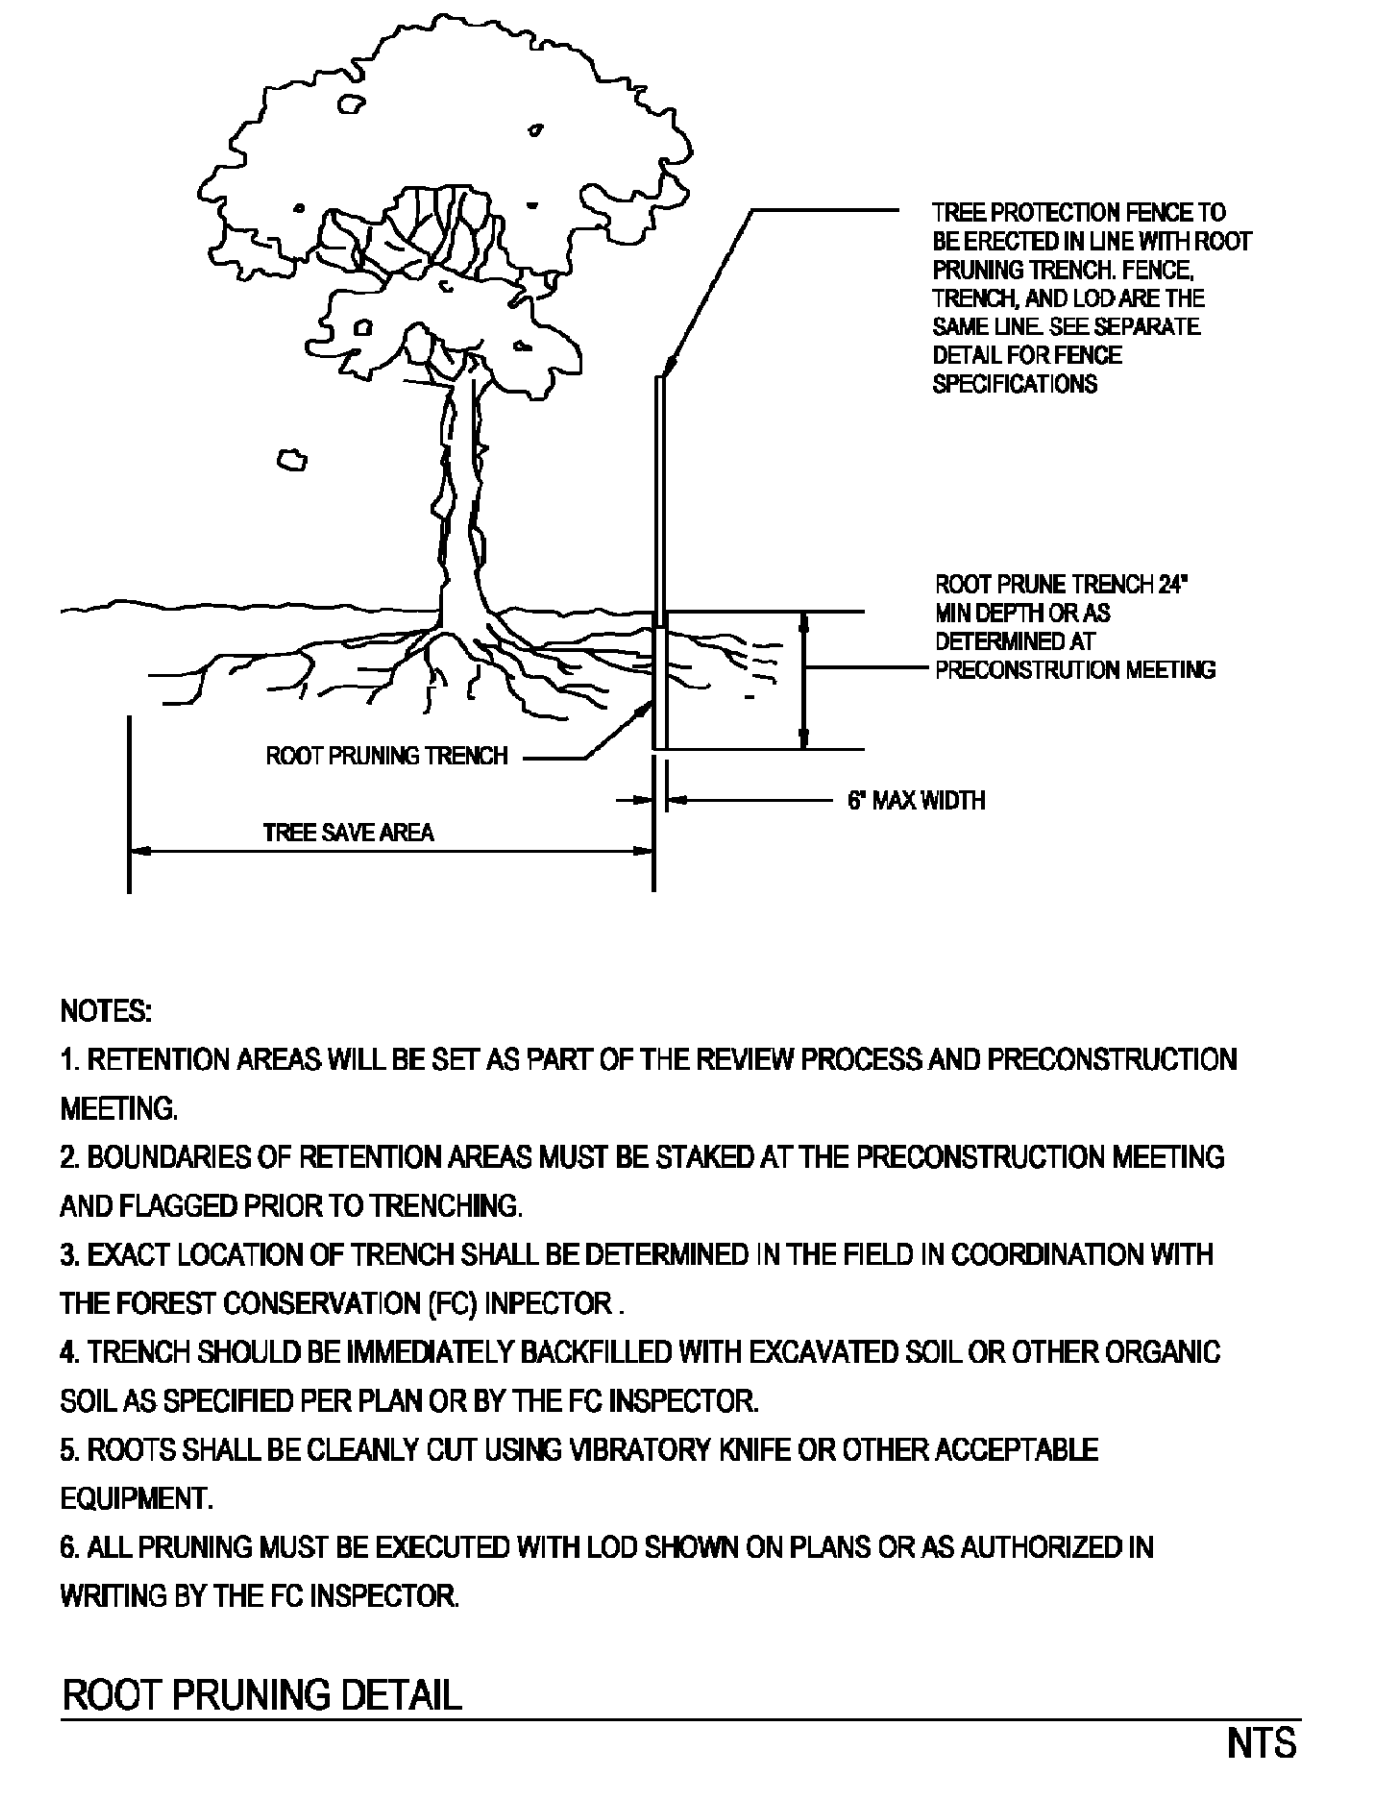 TREE PROTECTION FENCE TO
BE ERECTED IN LINE WITH ROOT
PRUNING TRENCH. FENCE,
TRENCH, AND LOD ARE THE
SAME LINE. SEE SEPARATE
DETAIL FOR FENCE
SPECIFICATIONS
ROOT PRUNE TRENCH 24"
MIN DEPTH OR AS
DETERMINED AT
PRECONSTRUTION MEETING
ROOT PRUNING TRENCH
6" MAX WIDTH
TREE SAVE AREA
NOTES:
1. RETENTION AREAS WILL BE SET AS PART OF THE REVIEW PROCESS AND PRECONSTRUCTION
MEETING.
2. BOUNDARIES OF RETENTION AREAS MUST BE STAKED AT THE PRECONSTRUCTION MEETING
AND FLAGGED PRIOR TO TRENCHING.
3. EXACT LOCATION OF TRENCH SHALL BE DETERMINED IN THE FIELD IN COORDINATION WITH
THE FOREST CONSERVATION (FC) INPECTOR .
4. TRENCH SHOULD BE IMMEDIATELY BACKFILLED WITH EXCAVATED SOIL OR OTHER ORGANIC
SOIL AS SPECIFIED PER PLAN OR BY THE FC INSPECTOR.
5. ROOTS SHALL BE CLEANLY CUT USING VIBRATORY KNIFE OR OTHER ACCEPTABLE
EQUIPMENT.
6. ALL PRUNING MUST BE EXECUTED WITH LOD SHOWN ON PLANS OR AS AUTHORIZED IN
WRITING BY THE FC INSPECTOR.
ROOT PRUNING DETAIL
NTS